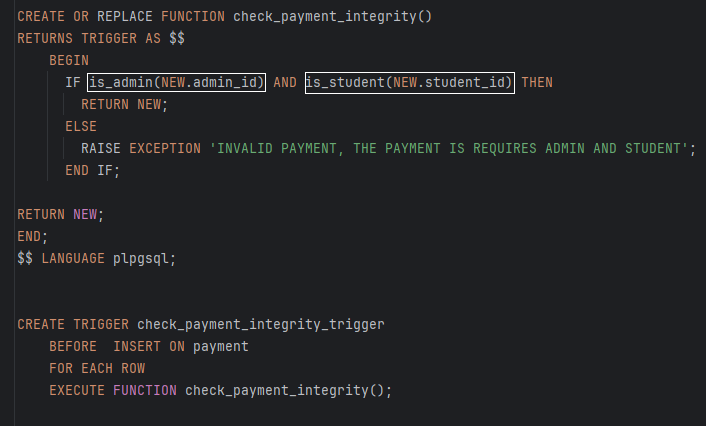 CREATE OR REPLACE FUNCTION check_payment_integrity()
RETURNS TRIGGER AS $$
BEGIN
IF is_admin(NEW.admin_id) AND is_student(NEW.student_id) THEN
RETURN NEW;
ELSE
RAISE EXCEPTION 'INVALID PAYMENT, THE PAYMENT IS REQUIRES ADMIN AND STUDENT';
END IF;
RETURN NEW;
END;
$$ LANGUAGE plpgsql;
CREATE TRIGGER check_payment_integrity_trigger
BEFORE  INSERT ON payment
FOR EACH ROW
EXECUTE FUNCTION check_payment_integrity();